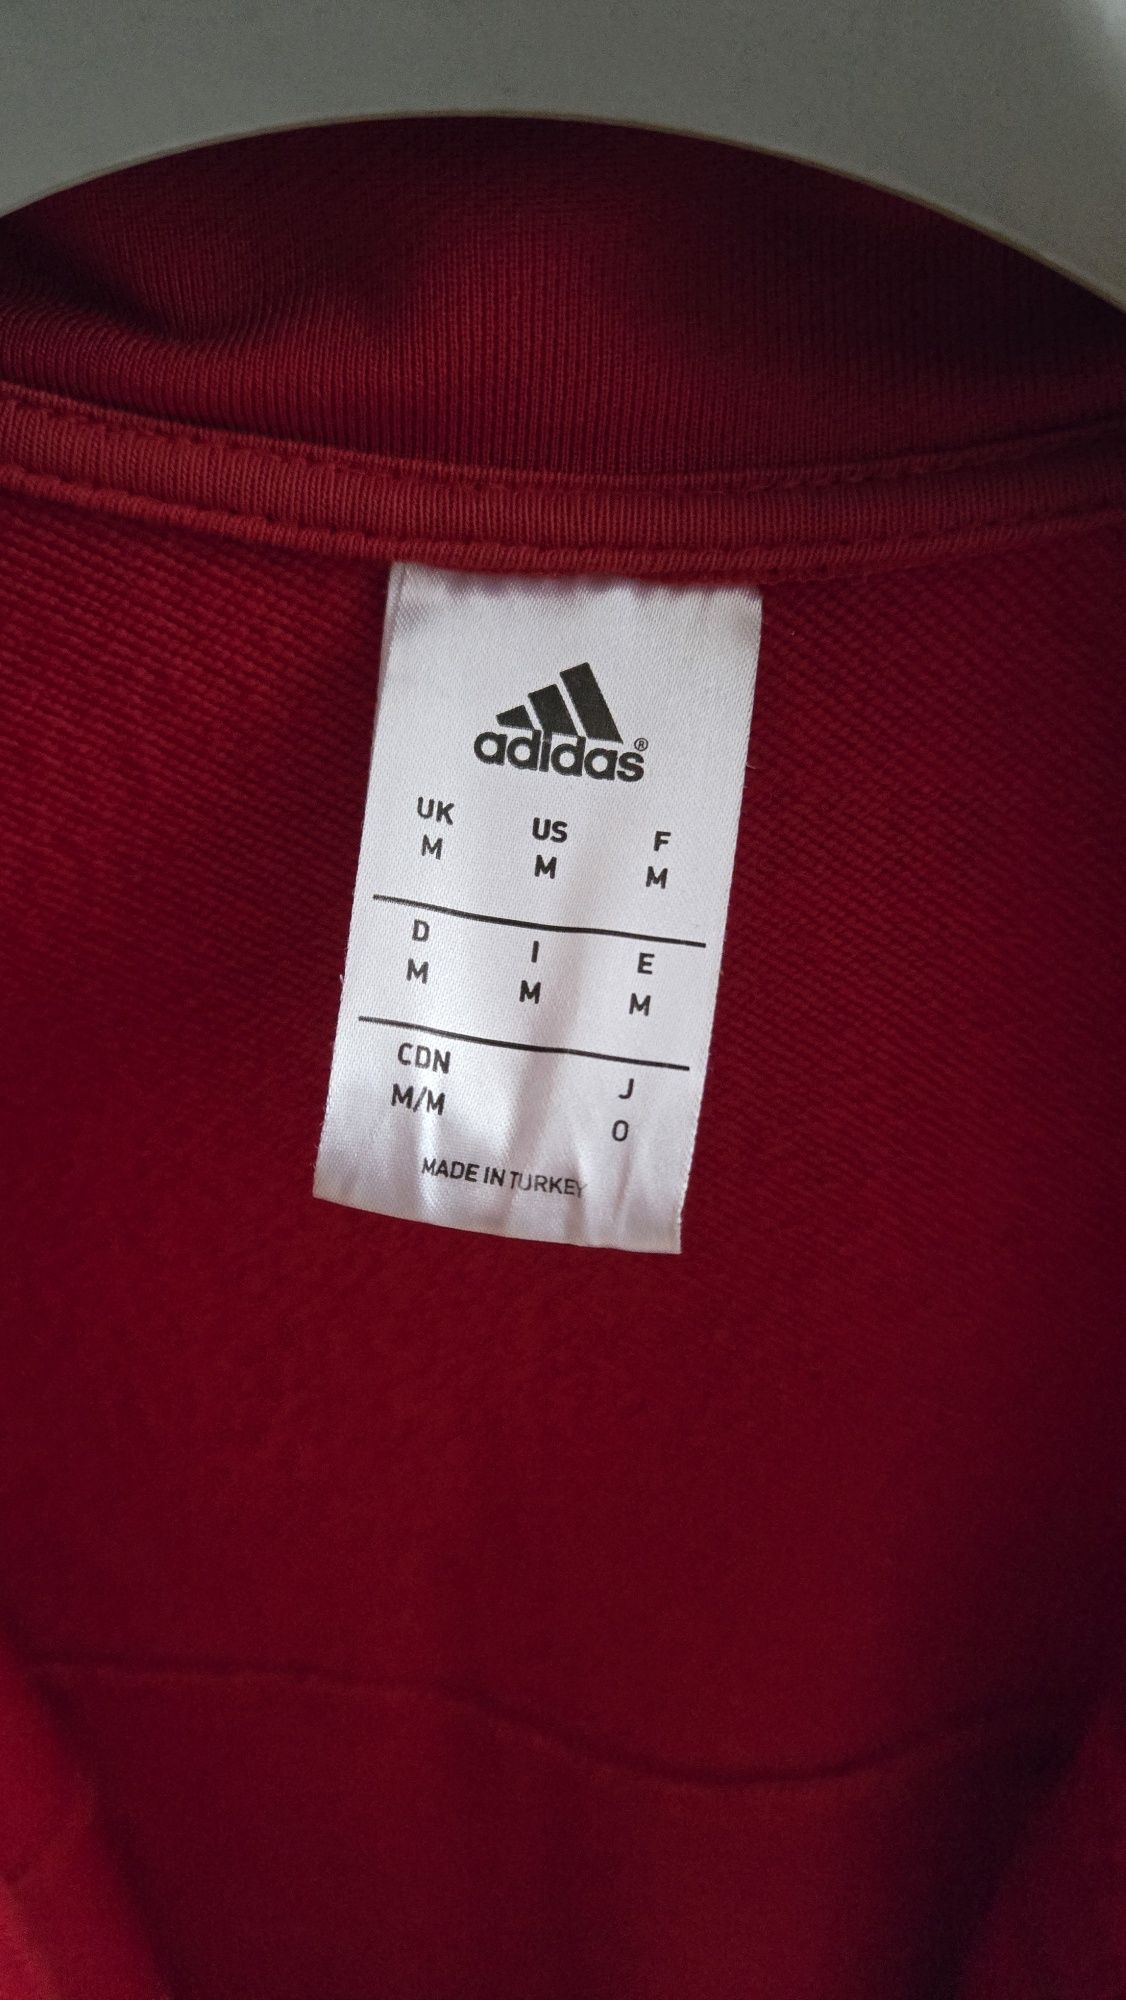 adidas®
UK US F
M M M
D I E
M M M
CDN J
M/M O
MADE IN TURKEY